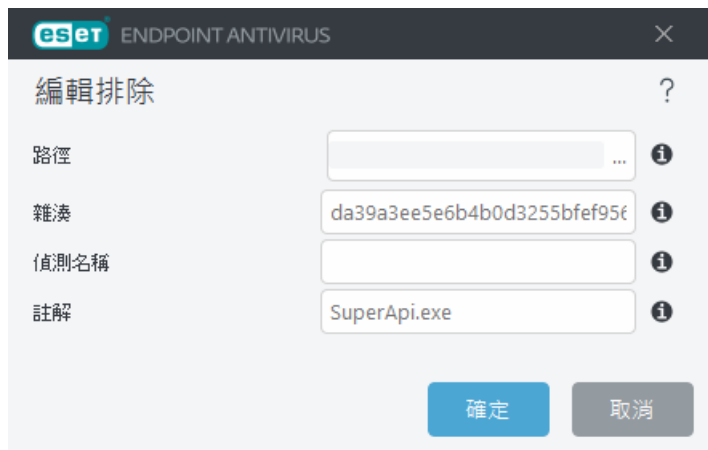 eset ENDPOINT ANTIVIRUS
編輯排除
?
路徑
...
雜湊
da39a3ee5e6b4b0d3255bfef956
偵測名稱
註解
SuperApi.exe
確定 取消